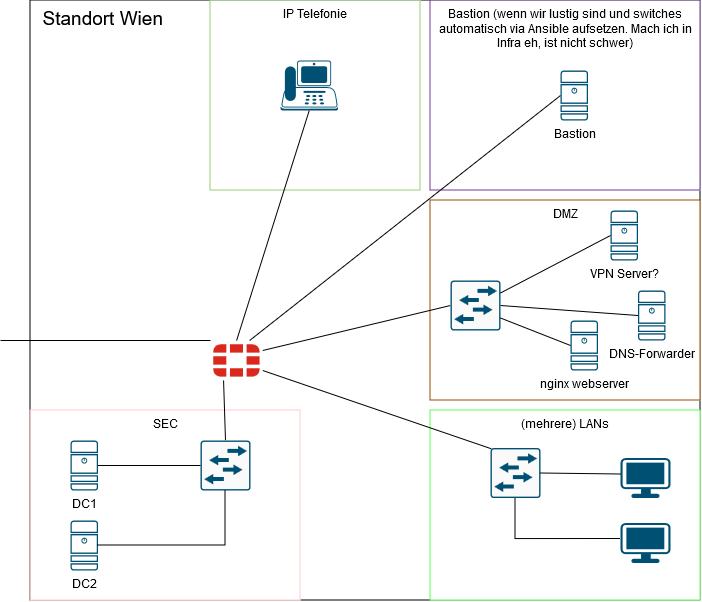 Standort Wien
IP Telefonie
Bastion (wenn wir lustig sind und switches
automatisch via Ansible aufsetzen. Mach ich in
Infra eh, ist nicht schwer)
Bastion
DMZ
VPN Server?
DNS-Forwarder
nginx webserver
SEC
DC1
DC2
(mehrere) LANs